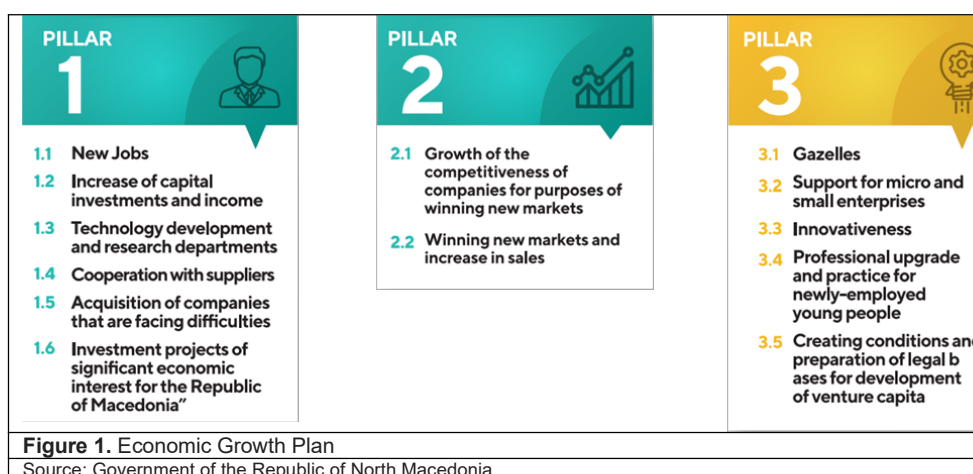 PILLAR
1
1.1 New Jobs
1.2 Increase of capital
investments and income
1.3 Technology development
and research departments
1.4 Cooperation with suppliers
1.5 Acquisition of companies
that are facing difficulties
1.6 Investment projects of
significant economic
interest for the Republic
of Macedonia”
PILLAR
2
2.1 Growth of the
competitiveness of
companies for purposes of
winning new markets
2.2 Winning new markets and
increase in sales
PILLAR
3
3.1 Gazelles
3.2 Support for micro and
small enterprises
3.3 Innovativeness
3.4 Professional upgrade
and practice for
newly-employed
young people
3.5 Creating conditions and
preparation of legal b
ases for development
of venture capita
Figure 1. Economic Growth Plan
Source: Government of the Republic of North Macedonia